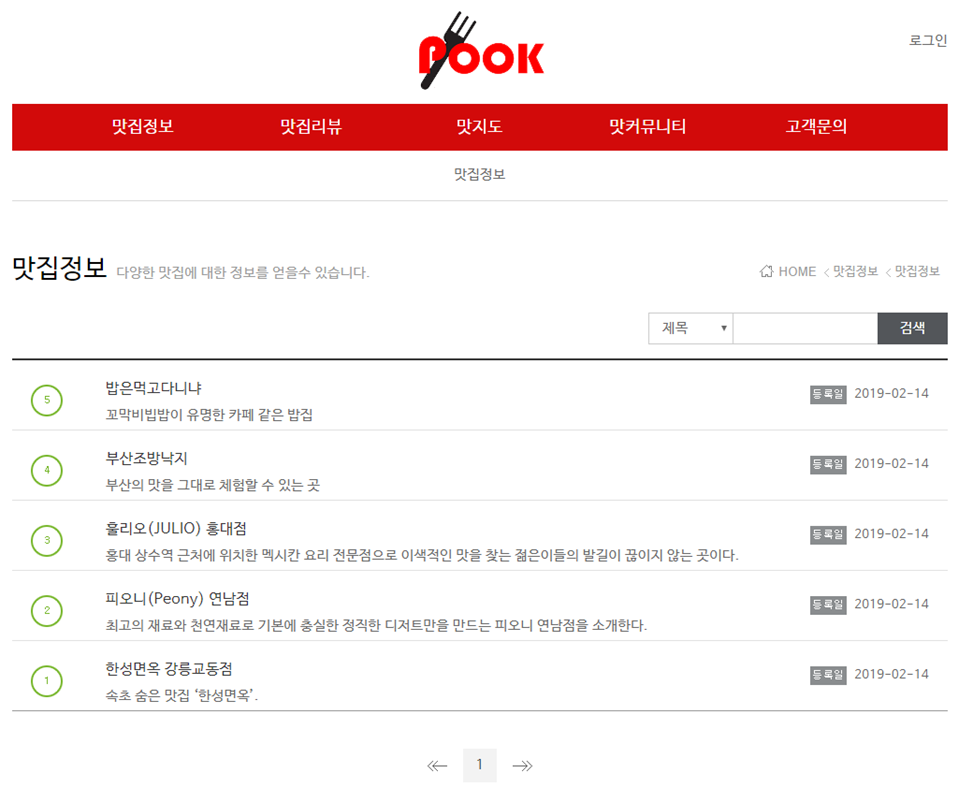 POOK
로그인
맛집정보 맛집리뷰 맛지도 맛커뮤니티 고객문의
맛집정보
맛집정보 다양한 맛집에 대한 정보를 얻을수 있습니다.
HOME 맛집정보 맛집정보
제목 검색
5 밥은먹고다니냐 등록일 2019-02-14
꼬막비빔밥이 유명한 카페 같은 밥집
4 부산조방낙지 등록일 2019-02-14
부산의 맛을 그대로 체험할 수 있는 곳
3 훌리오(JULIO) 홍대점 등록일 2019-02-14
홍대 상수역 근처에 위치한 멕시칸 요리 전문점으로 이색적인 맛을 찾는 젊은이들의 발길이 끊이지 않는 곳이다.
2 피오니(Peony) 연남점 등록일 2019-02-14
최고의 재료와 천연재료로 기본에 충실한 정직한 디저트만을 만드는 피오니 연남점을 소개한다.
1 한성면옥 강릉교동점 등록일 2019-02-14
속초 숨은 맛집 ‘한성면옥’.
1